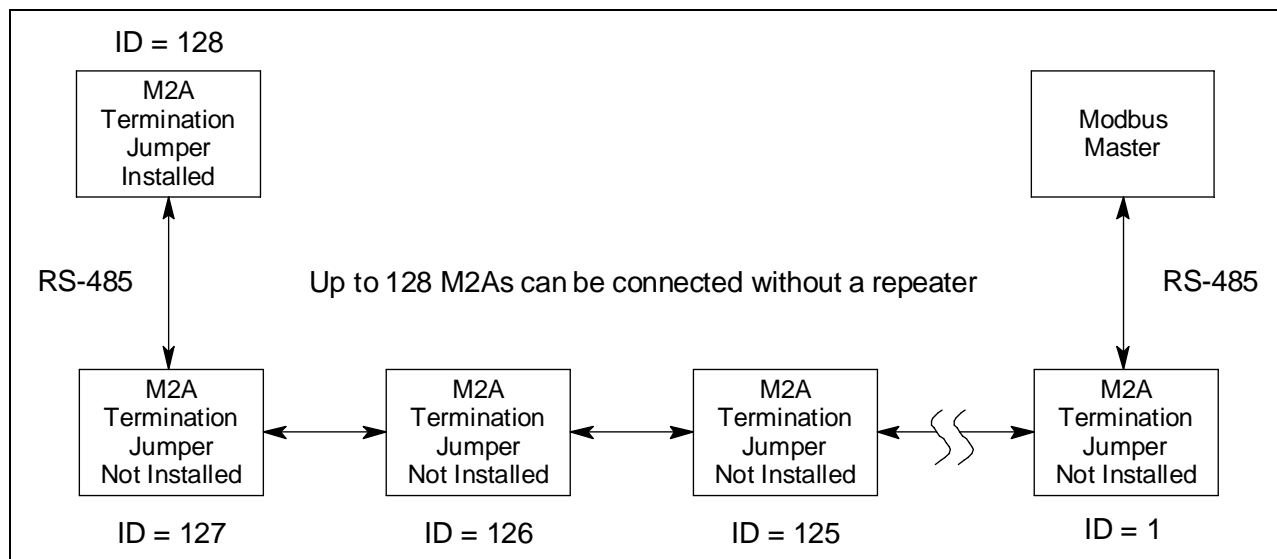 ID = 128
M2A
Termination
Jumper
Installed
Modbus
Master
RS-485
Up to 128 M2As can be connected without a repeater
RS-485
M2A
Termination
Jumper
Not Installed
M2A
Termination
Jumper
Not Installed
M2A
Termination
Jumper
Not Installed
M2A
Termination
Jumper
Not Installed
ID = 127
ID = 126
ID = 125
ID = 1